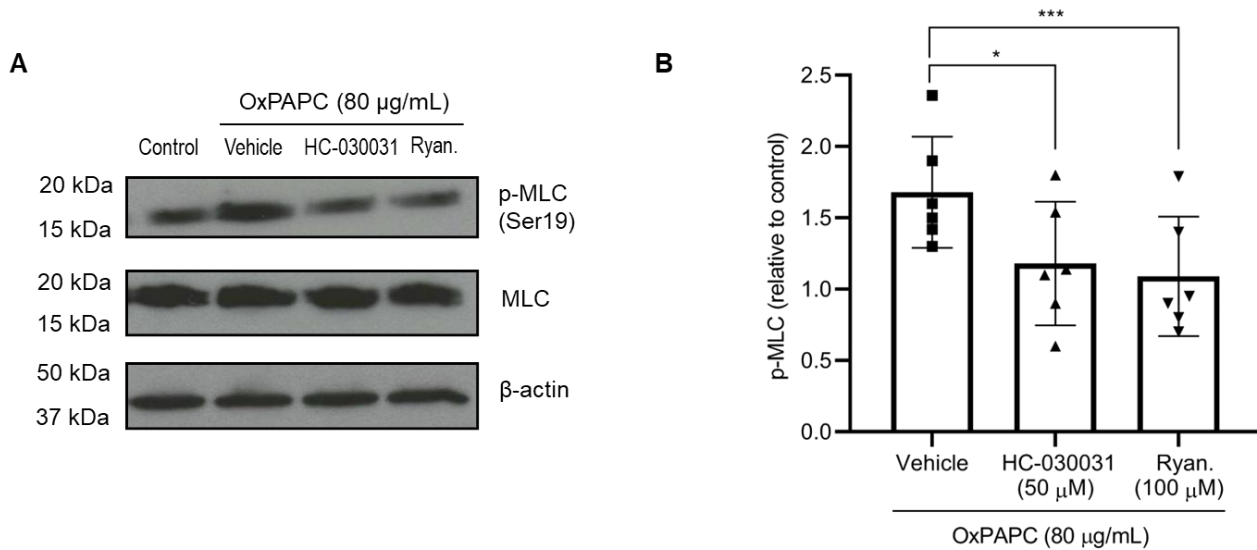 A
OxPAPC (80 µg/mL)
Control Vehicle HC-030031 Ryan.
20 kDa
15 kDa
p-MLC
(Ser19)
20 kDa
15 kDa
MLC
50 kDa
37 kDa
β-actin
B
***
*
p-MLC (relative to control)
2.5
2.0
1.5
1.0
0.5
0.0
Vehicle HC-030031 Ryan.
(50 µM) (100 µM)
OxPAPC (80 µg/mL)